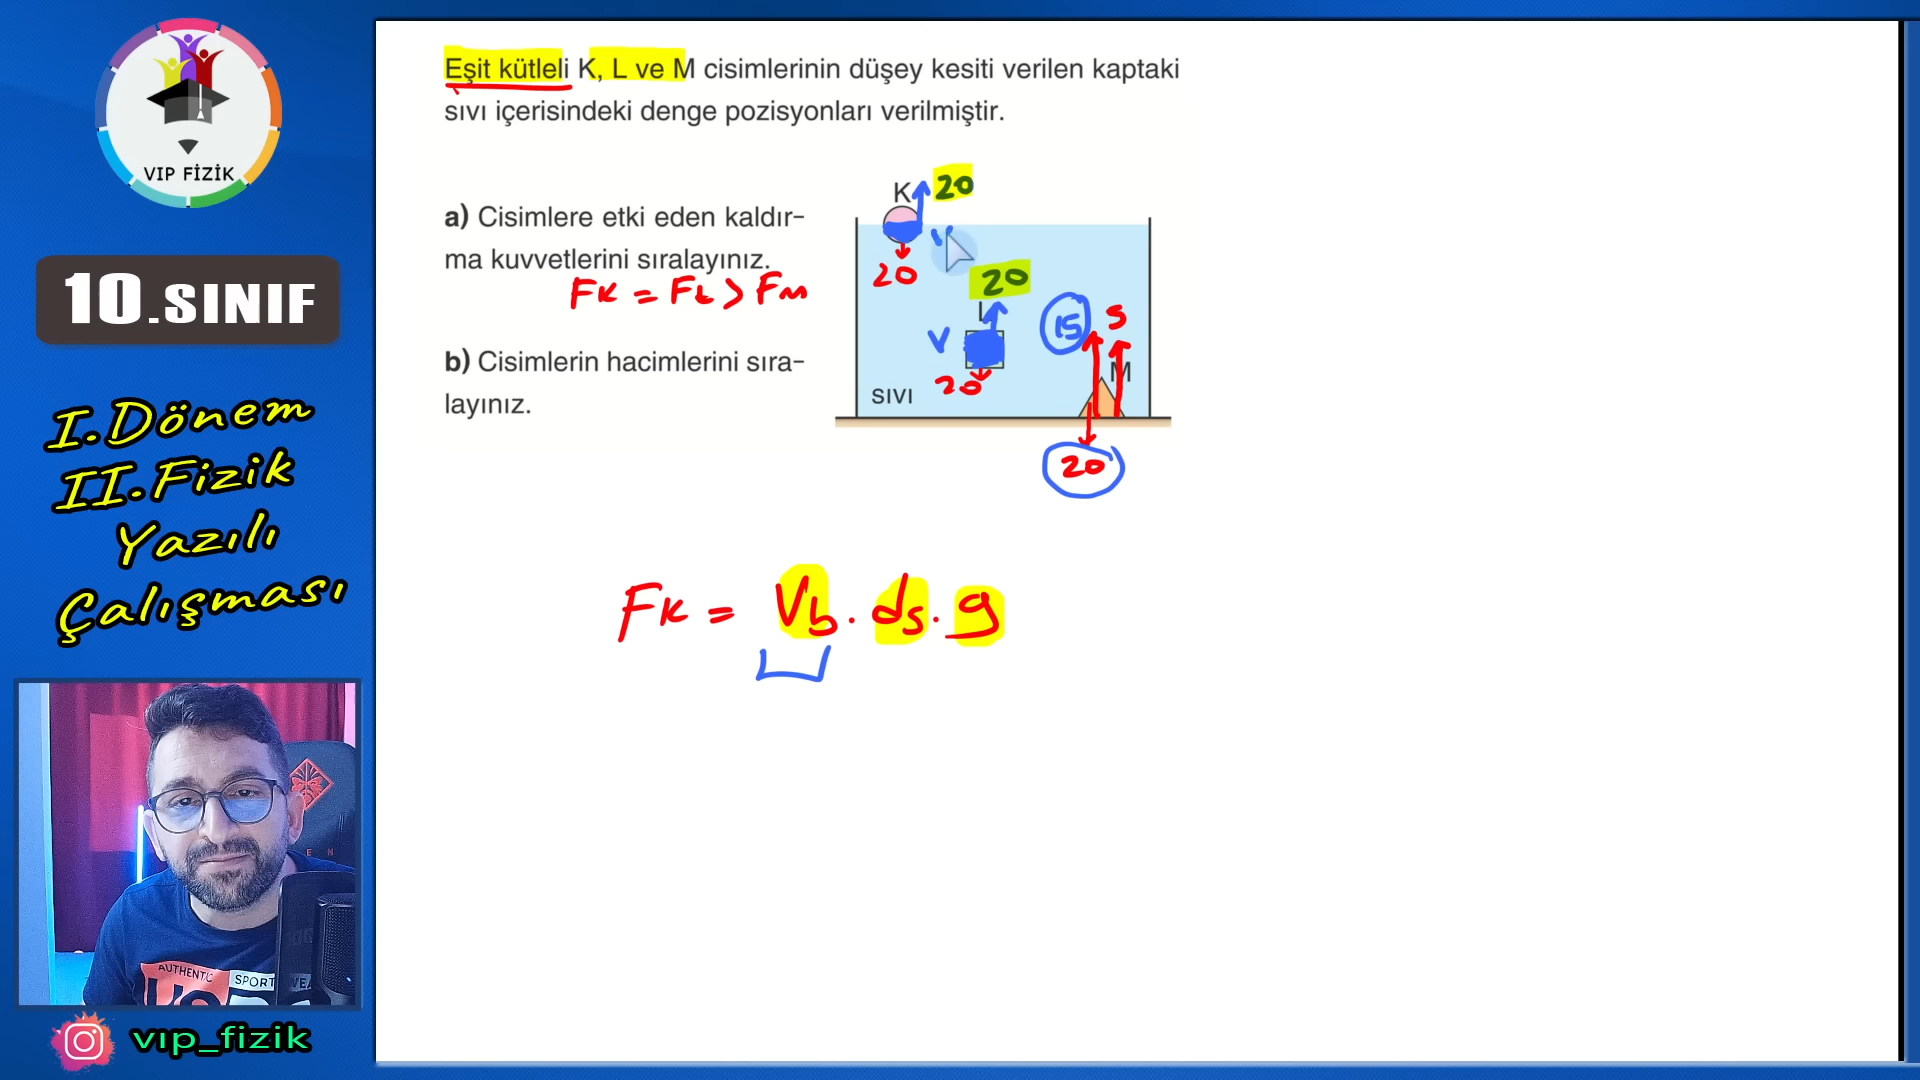 VIP FİZİK
10.SINIF
I.Dönem
II.Fizik
Yazılı
Çalışması
AUTHENTIC
SPORT
vıp_fizik
Eşit kütleli K, L ve M cisimlerinin düşey kesiti verilen kaptaki
sıvı içerisindeki denge pozisyonları verilmiştir.
a) Cisimlere etki eden kaldır-
ma kuvvetlerini sıralayınız.
FK = FL > FM
b) Cisimlerin hacimlerini sıra-
layınız.
K 20
V
20
20
L
15 5
V
M
20
SIVI
20
FK = Vb . ds . g